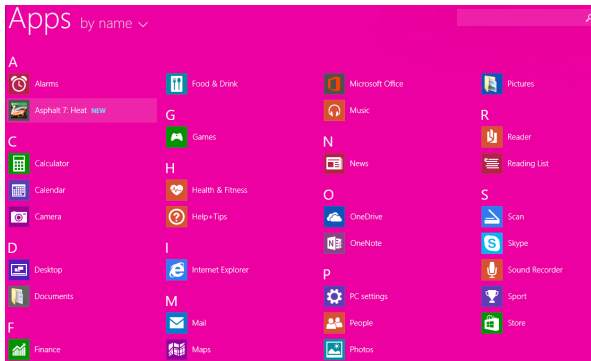 Apps by name
A
Alarms
Asphalt 7: Heat NEW
C
Calculator
Calendar
Camera
D
Desktop
Documents
F
Finance
Food & Drink
G
Games
H
Health & Fitness
Help+Tips
I
Internet Explorer
M
Mail
Maps
Microsoft Office
Music
N
News
O
OneDrive
OneNote
P
PC settings
People
Photos
Pictures
R
Reader
Reading List
S
Scan
Skype
Sound Recorder
Sport
Store